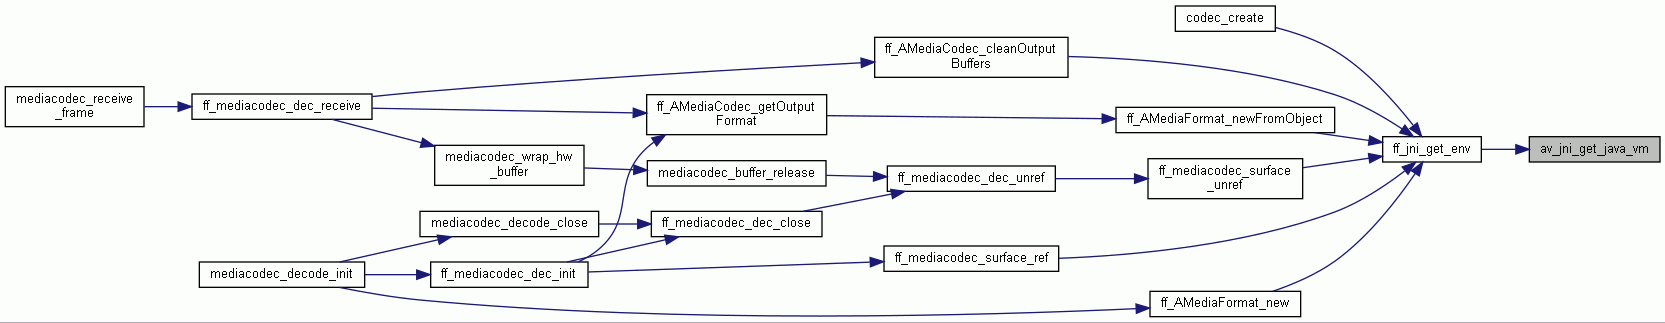 codec_create
ff_AMediaCodec_cleanOutput
Buffers
mediacodec_receive
_frame
ff_mediacodec_dec_receive
ff_AMediaCodec_getOutput
Format
ff_AMediaFormat_newFromObject
ff_jni_get_env
av_jni_get_java_vm
mediacodec_wrap_hw
_buffer
mediacodec_buffer_release
ff_mediacodec_dec_unref
ff_mediacodec_surface
_unref
mediacodec_decode_close
ff_mediacodec_dec_close
ff_mediacodec_surface_ref
mediacodec_decode_init
ff_mediacodec_dec_init
ff_AMediaFormat_new